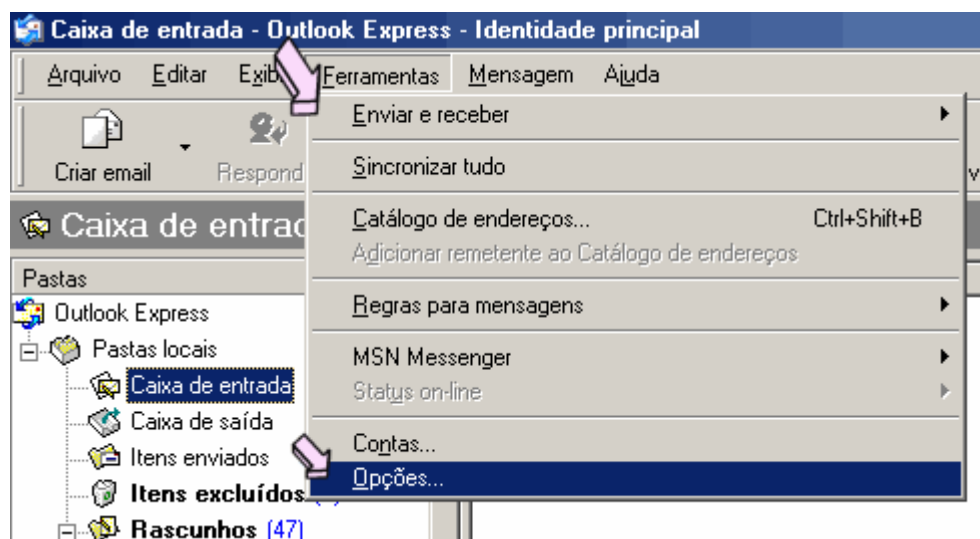 Caixa de entrada - Outlook Express - Identidade principal
Arquivo Editar Exib Ferramentas Mensagem Ajuda
Criar email Respond
Caixa de entrad
Pastas
Outlook Express
Pastas locais
Caixa de entrada
Caixa de saída
Itens enviados
Itens excluídos
Rascunhos (47)
Enviar e receber
Sincronizar tudo
Catálogo de endereços... Ctrl+Shift+B
Adicionar remetente ao Catálogo de endereços
Regras para mensagens
MSN Messenger
Status on-line
Contas...
Opções...